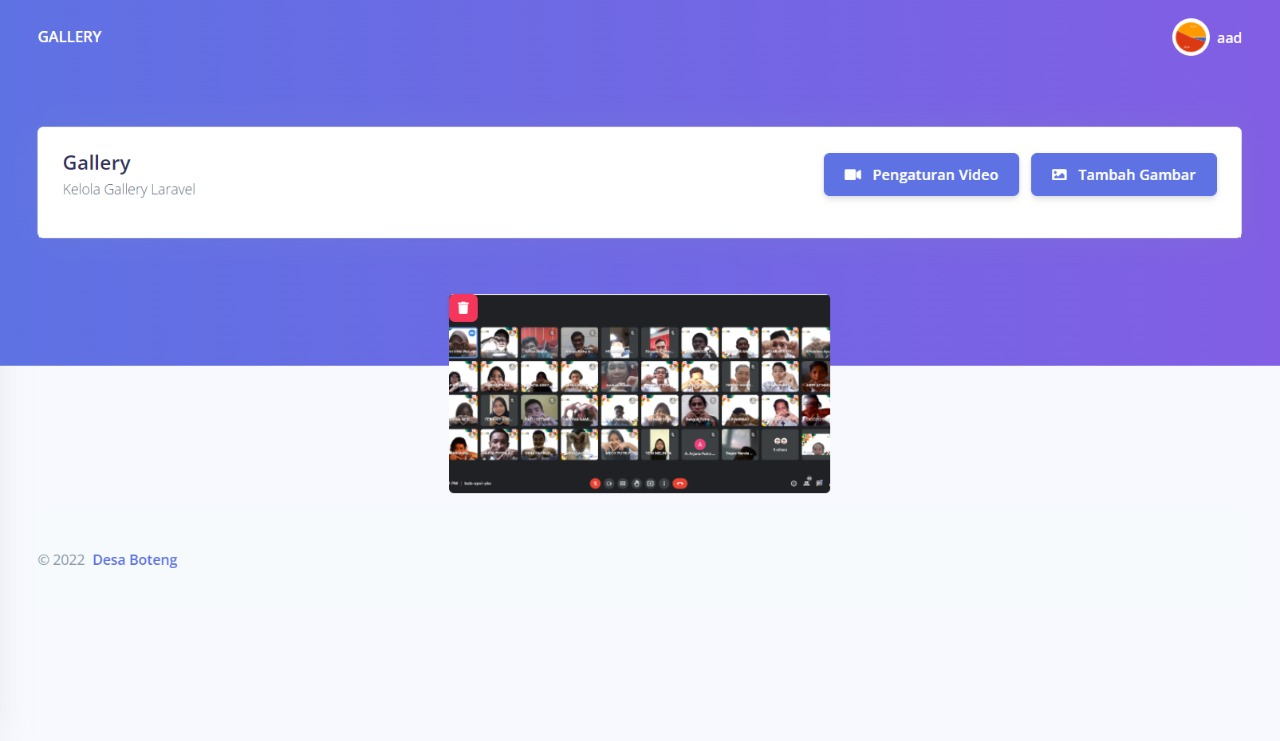 GALLERY
aad
Gallery
Kelola Gallery Laravel
Pengaturan Video
Tambah Gambar
© 2022 Desa Boteng